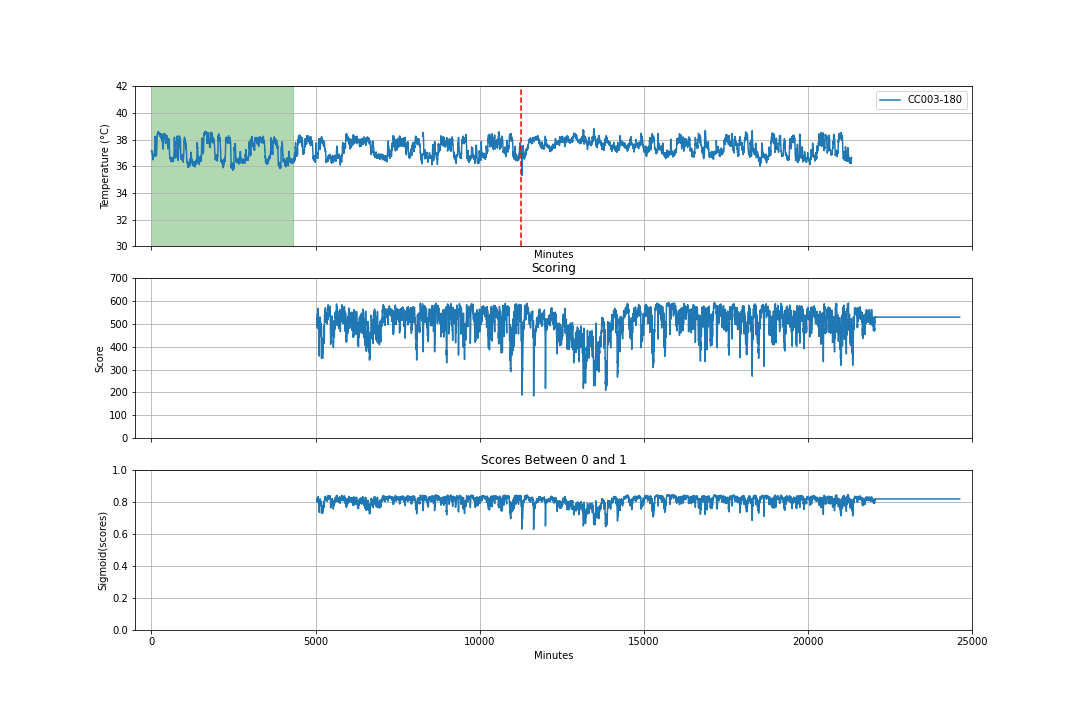 42
40
38
36
34
32
30
Temperature (°C)
CC003-180
Minutes
Scoring
700
600
500
400
300
200
100
0
Score
Scores Between 0 and 1
1.0
0.8
0.6
0.4
0.2
0.0
Sigmoid(scores)
0 5000 10000 15000 20000 25000
Minutes